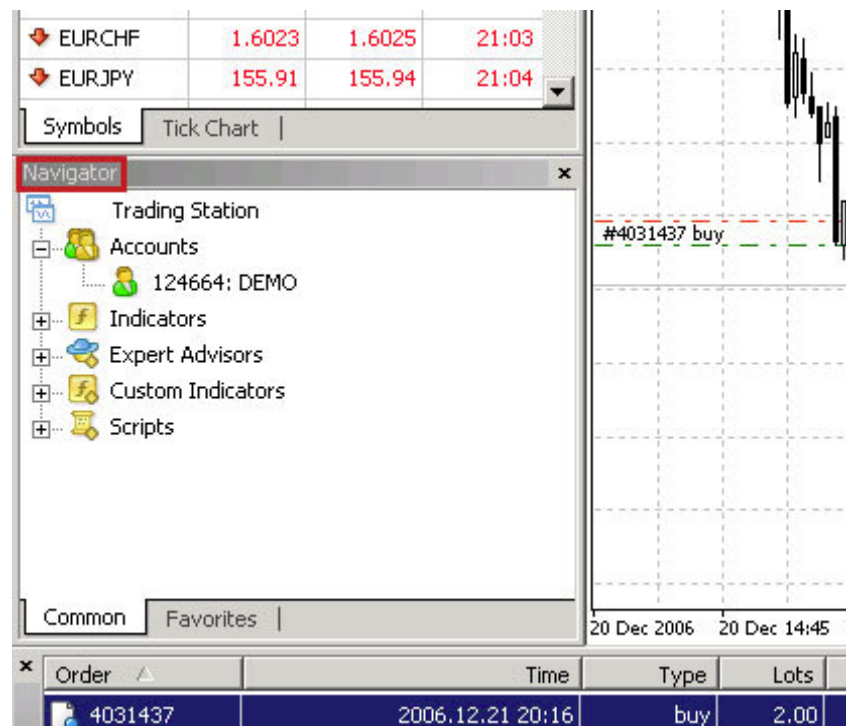 EURCHF 1.6023 1.6025 21:03
EURJPY 155.91 155.94 21:04
Symbols Tick Chart
Navigator
Trading Station
Accounts
124664: DEMO
Indicators
Expert Advisors
Custom Indicators
Scripts
Common Favorites
#4031437 buy
20 Dec 2006 20 Dec 14:45
Order Time Type Lots
4031437 2006.12.21 20:16 buy 2.00